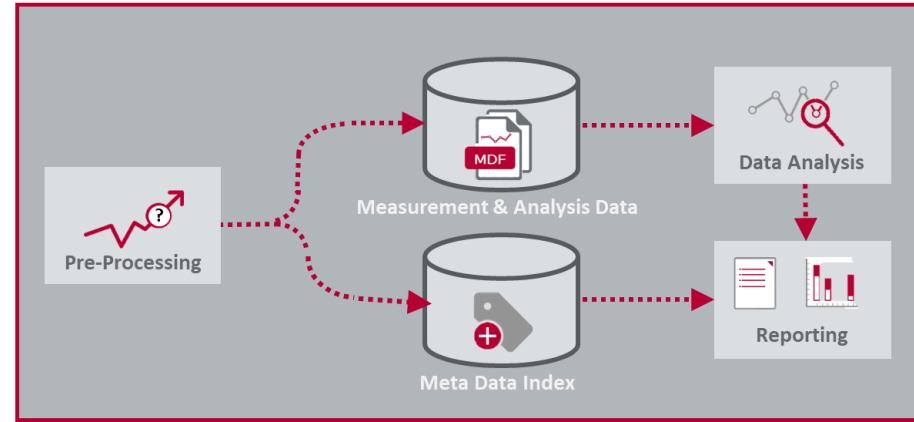 MDF
Data Analysis
Measurement & Analysis Data
?
Pre-Processing
Reporting
Meta Data Index